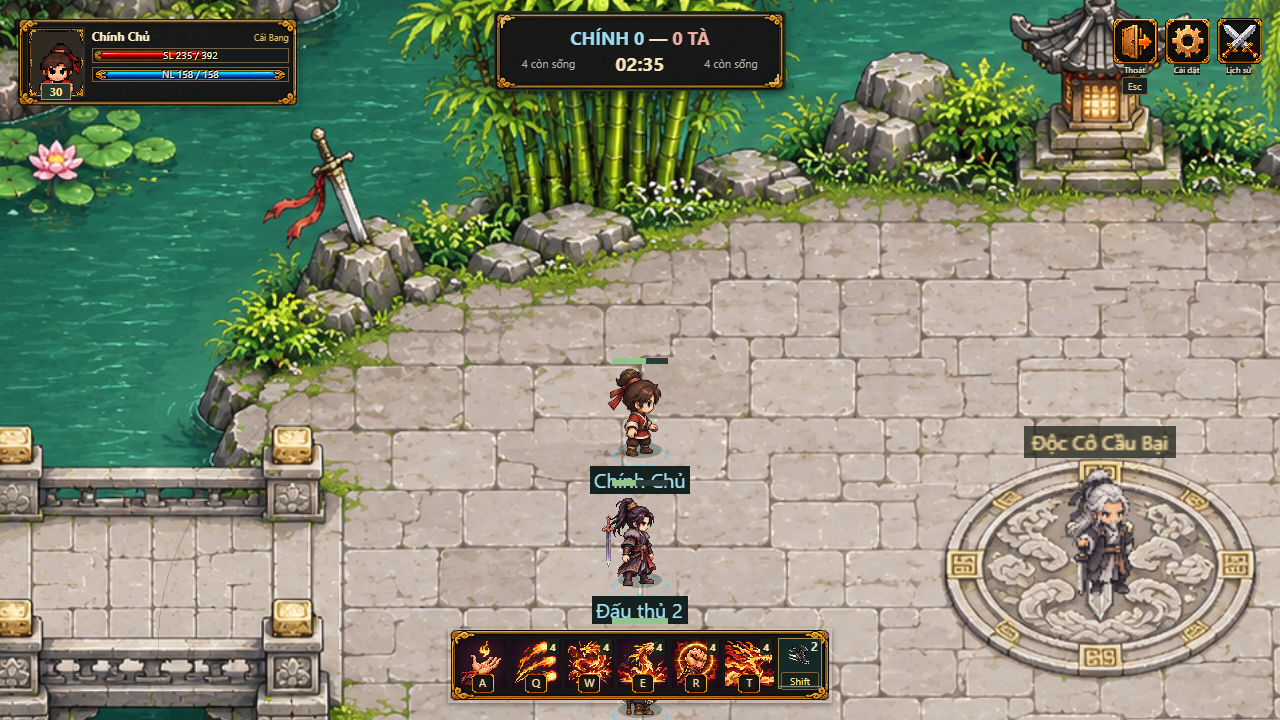 Chính Chủ
Cái Bang
SL 235 / 392
NL 158 / 158
30
CHÍNH 0 — 0 TÀ
4 còn sống
02:35
4 còn sống
Thoát
Cài đặt
Lịch sử
Esc
Độc Cô Cầu Bại
Chính Chủ
Đấu thủ 2
A
4
Q
4
W
4
E
4
R
4
T
2
Shift